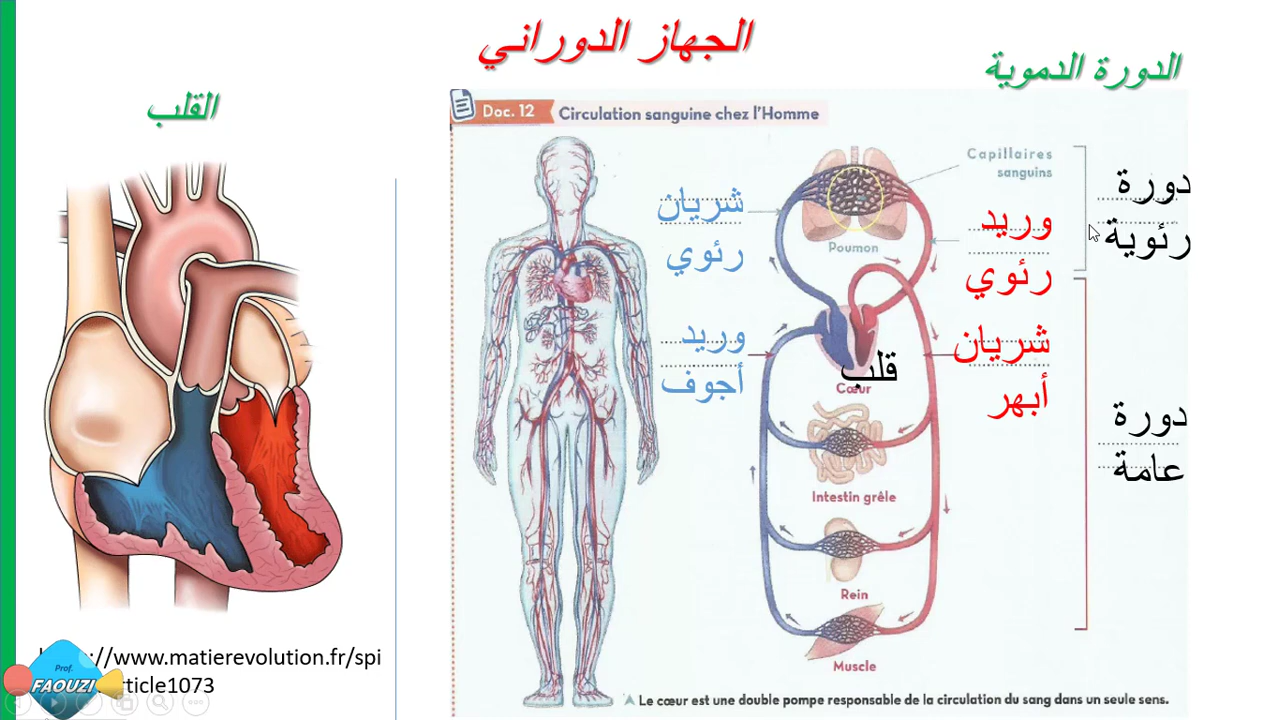 الجهاز الدوراني
الدورة الدموية
القلب
Doc. 12 Circulation sanguine chez l'Homme
Capillaires
sanguins
دورة
رئوية
شريان
رئوي
وريد
رئوي
Poumon
وريد
أجوف
شريان
أبهر
قلب
Cœur
دورة
عامة
Intestin grêle
Rein
Muscle
Le cœur est une double pompe responsable de la circulation du sang dans un seule sens.
//www.matierevolution.fr/spi
rticle1073
Prof.
FAOUZI